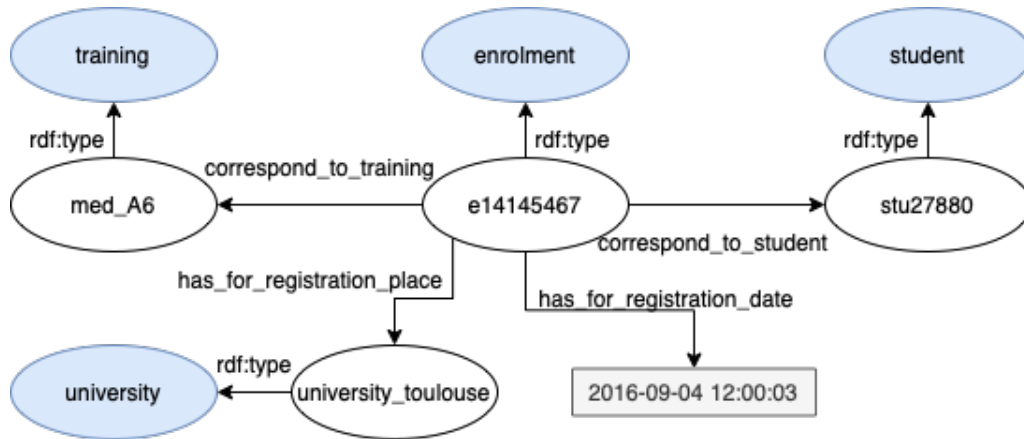 training
enrolment
student
rdf:type
rdf:type
rdf:type
correspond_to_training
med_A6
e14145467
stu27880
correspond_to_student
has_for_registration_place
has_for_registration_date
rdf:type
university
university_toulouse
2016-09-04 12:00:03